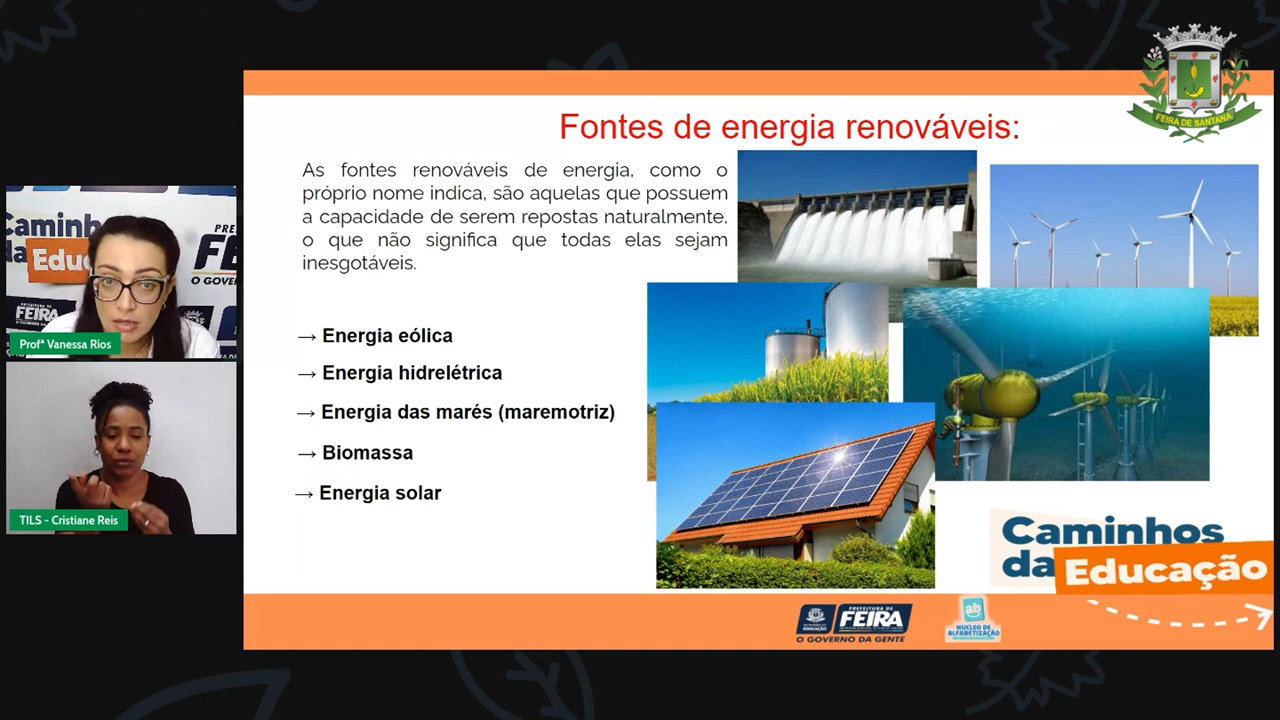 FEIRA DE SANTANA
Fontes de energia renováveis:
As fontes renováveis de energia, como o
próprio nome indica, são aquelas que possuem
a capacidade de serem repostas naturalmente,
o que não significa que todas elas sejam
inesgotáveis.
→ Energia eólica
→ Energia hidrelétrica
→ Energia das marés (maremotriz)
→ Biomassa
→ Energia solar
Profª Vanessa Rios
TILS - Cristiane Reis
Caminhos
da Educação
PREFEITURA DE
FEIRA
O GOVERNO DA GENTE
EDUCAÇÃO
ab
NÚCLEO DE
ALFABETIZAÇÃO